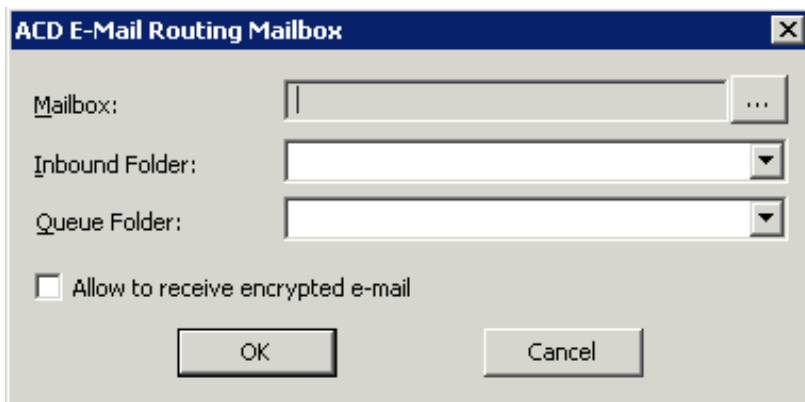 ACD E-Mail Routing Mailbox
Mailbox:
...
Inbound Folder:
Queue Folder:
Allow to receive encrypted e-mail
OK Cancel